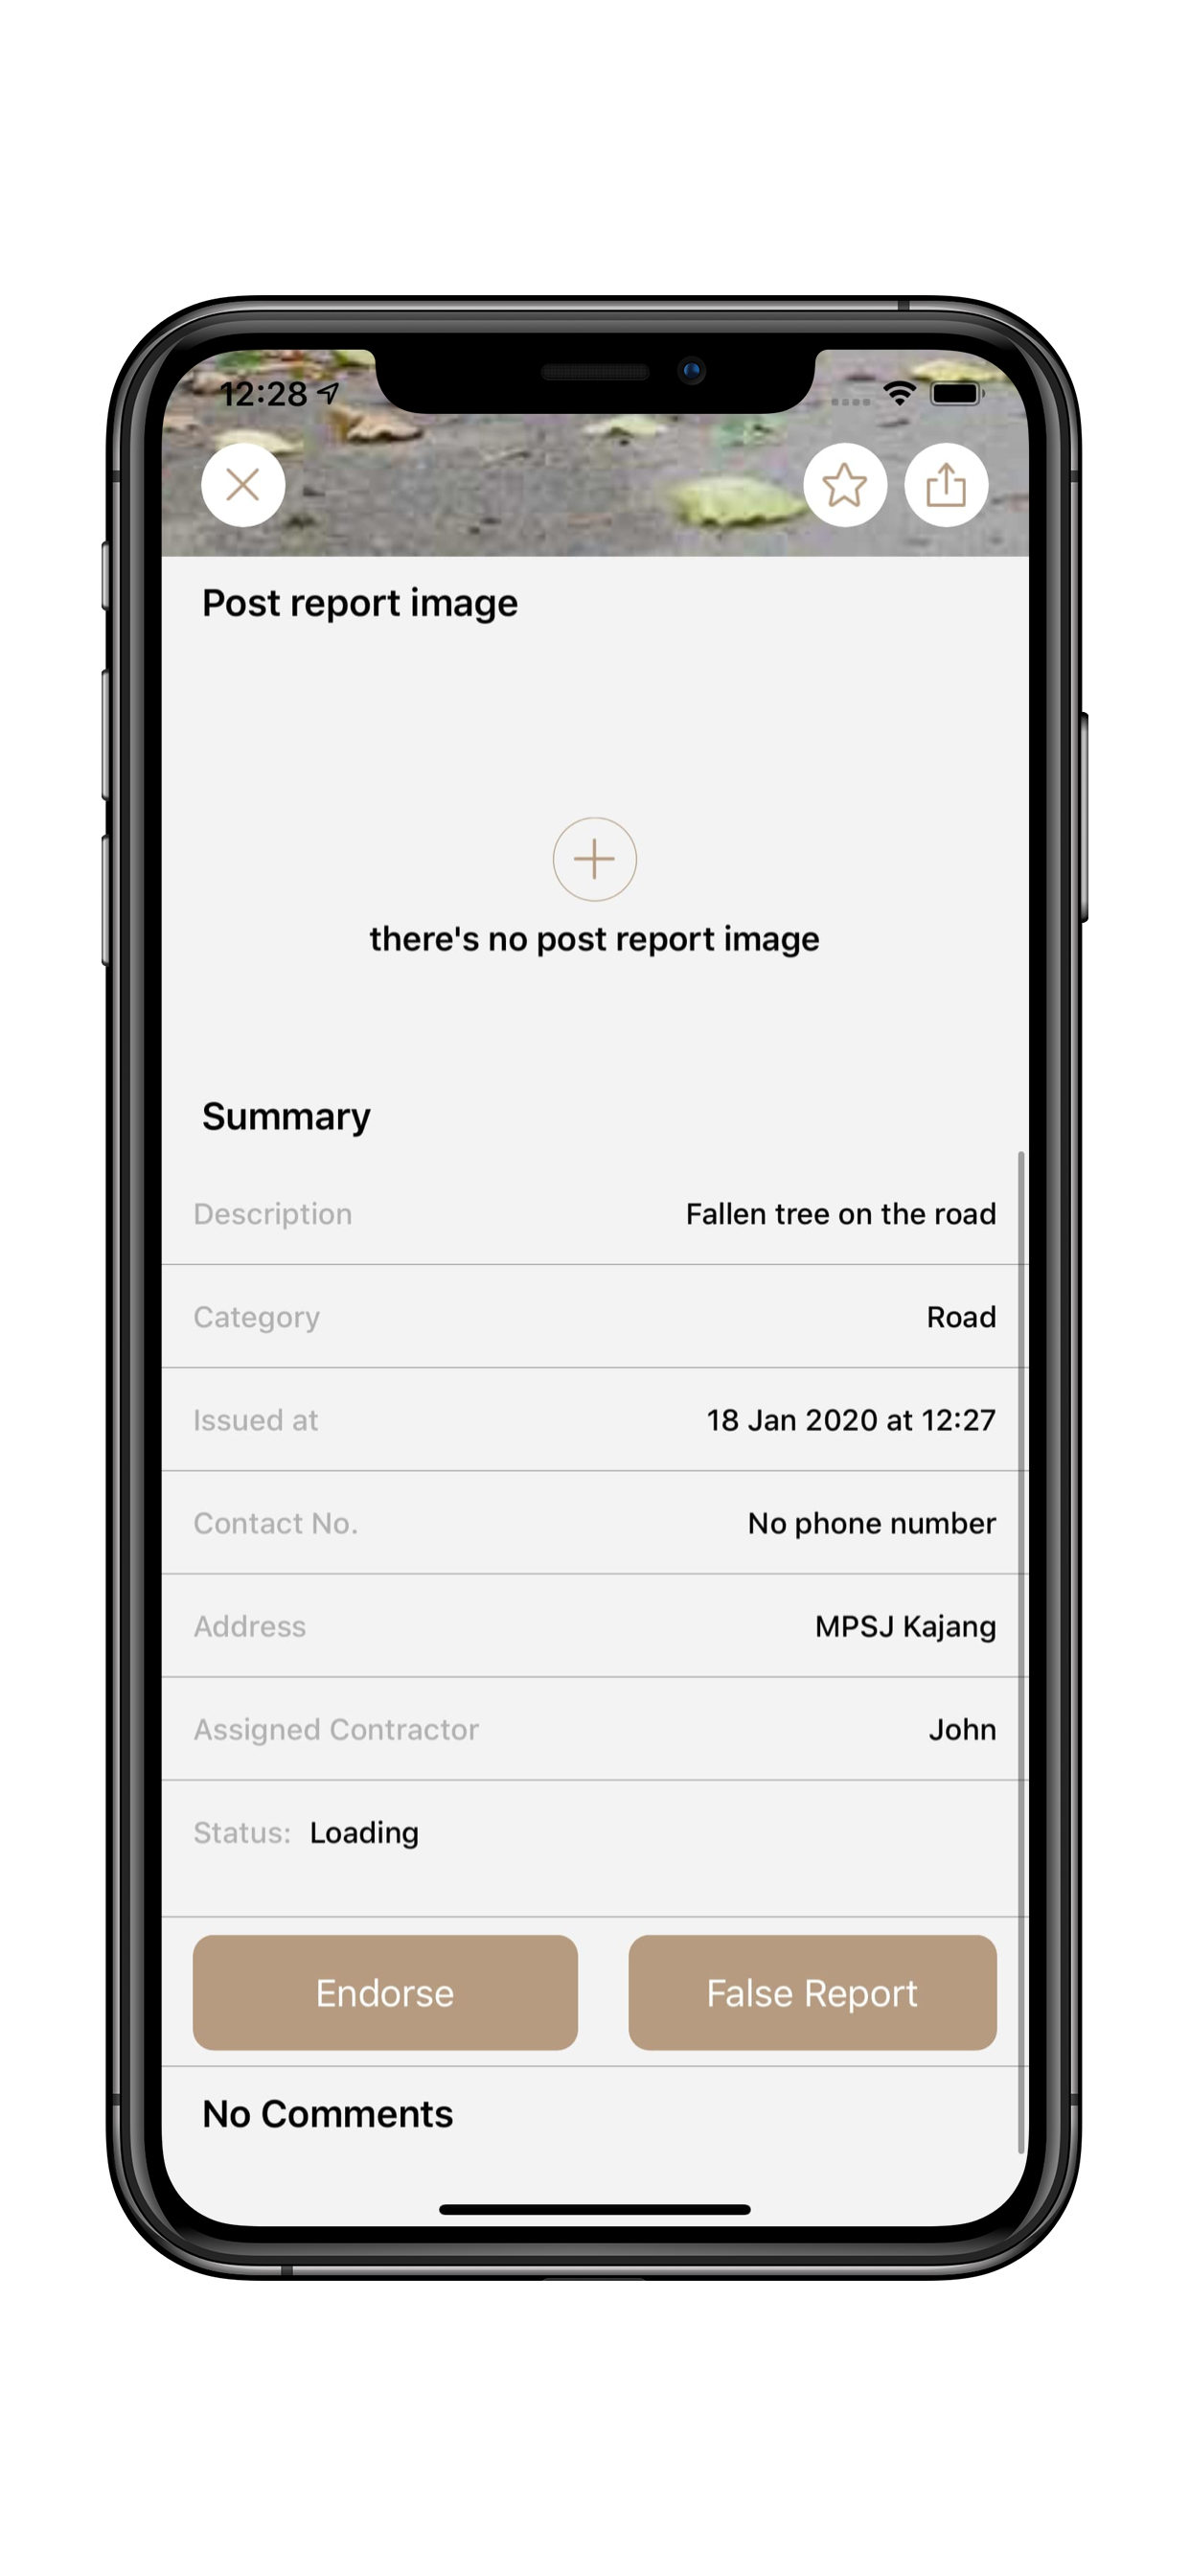 12:28
Post report image
there's no post report image
Summary
Description Fallen tree on the road
Category Road
Issued at 18 Jan 2020 at 12:27
Contact No. No phone number
Address MPSJ Kajang
Assigned Contractor John
Status: Loading
Endorse False Report
No Comments